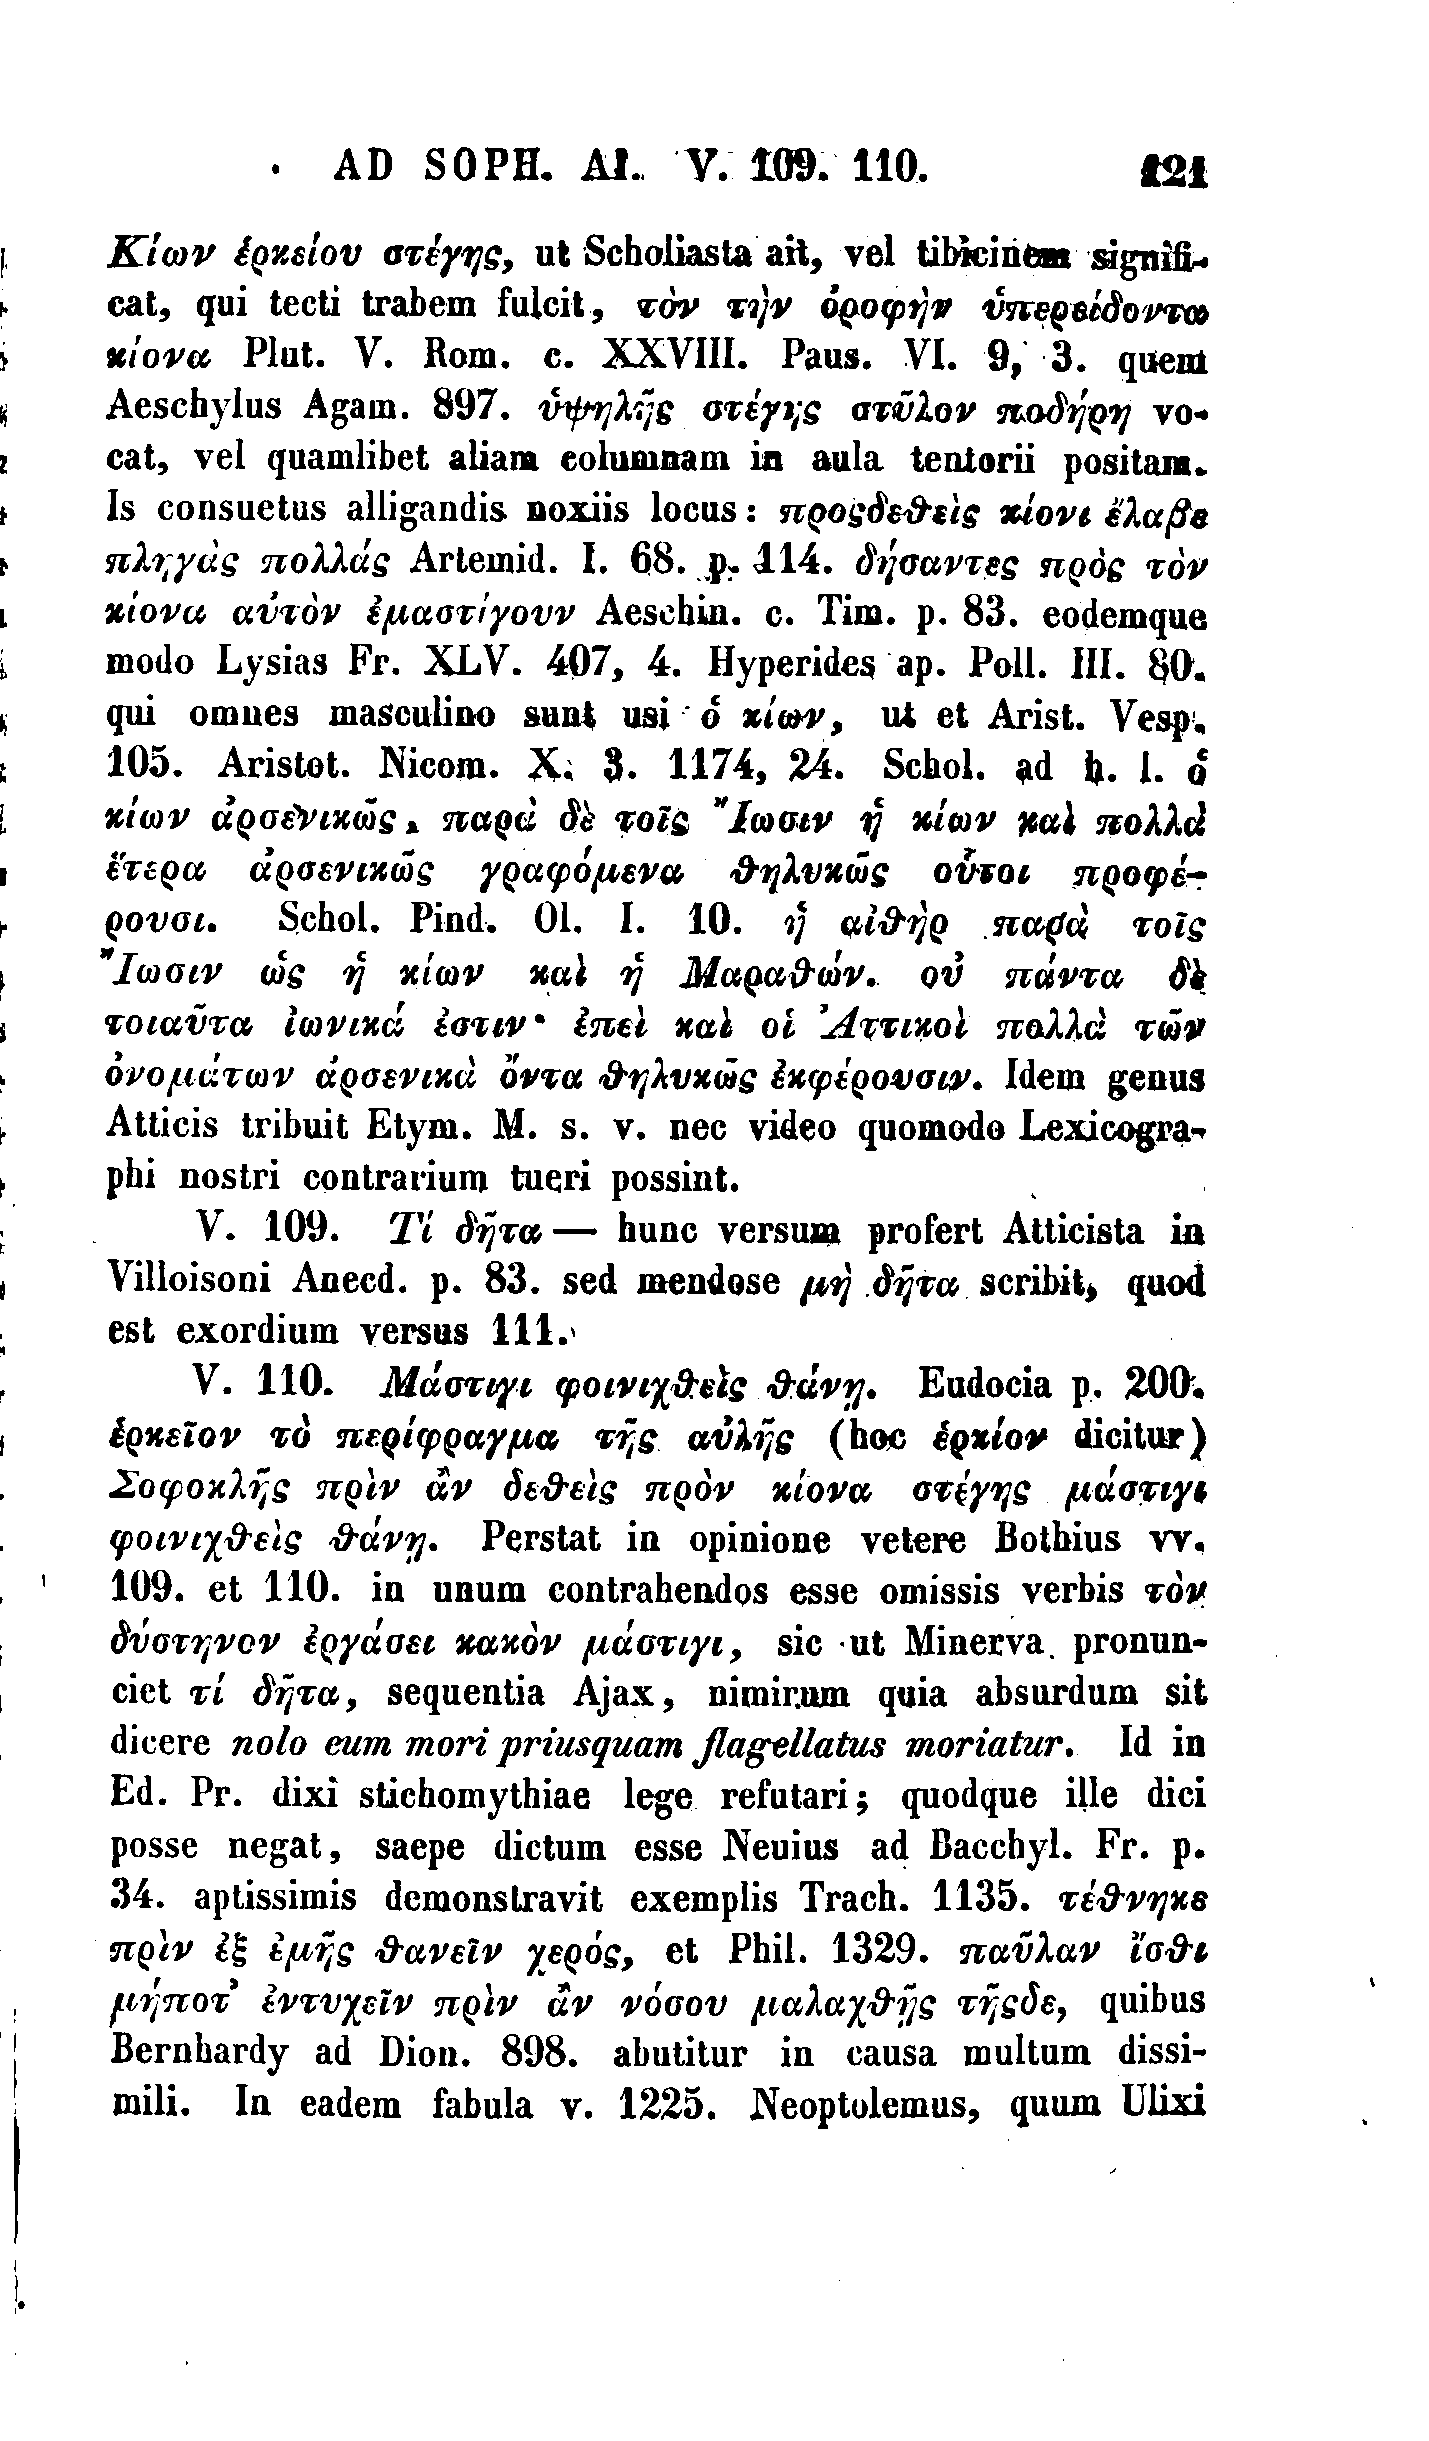 AD SOPH. AI. V. 109. 110. 121
Κίων ἑρκείου στέγης, ut Scholiasta ait, vel tibicinem signifi-
cat, qui tecti trabem fulcit, τὸν τὴν ὀροφὴν ὑπερείδοντα
κίονα Plut. V. Rom. c. XXVIII. Paus. VI. 9, 3. quem
Aeschylus Agam. 897. ὑψηλῆς στέγης στῦλον ποδήρη vo-
cat, vel quamlibet aliam columnam in aula tentorii positam.
Is consuetus alligandis noxiis locus: προςδεθεὶς κίονι ἔλαβε
πληγὰς πολλάς Artemid. I. 68. p. 114. δήσαντες πρὸς τὸν
κίονα αὐτὸν ἐμαστίγουν Aeschin. c. Tim. p. 83. eodemque
modo Lysias Fr. XLV. 407, 4. Hyperides ap. Poll. III. 80.
qui omnes masculino sunt usi ὁ κίων, ut et Arist. Vesp.
105. Aristot. Nicom. X. 3. 1174, 24. Schol. ad h. l. ὁ
κίων ἀρσενικῶς, παρὰ δὲ τοῖς Ἴωσιν ἡ κίων καὶ πολλὰ
ἕτερα ἀρσενικῶς γραφόμενα θηλυκῶς οὗτοι προφέ-
ρουσι. Schol. Pind. Ol. I. 10. ἡ αἰθὴρ παρὰ τοῖς
Ἴωσιν ὡς ἡ κίων καὶ ἡ Μαραθών. οὐ πάντα δὲ
τοιαῦτα ἰωνικά ἐστιν· ἐπεὶ καὶ οἱ Ἀττικοὶ πολλὰ τῶν
ὀνομάτων ἀρσενικὰ ὄντα θηλυκῶς ἐκφέρουσιν. Idem genus
Atticis tribuit Etym. M. s. v. nec video quomodo Lexicogra-
phi nostri contrarium tueri possint.
V. 109. Τί δῆτα — hunc versum profert Atticista in
Villoisoni Anecd. p. 83. sed mendose μὴ δῆτα scribit, quod
est exordium versus 111.
V. 110. Μάστιγι φοινιχθεὶς θάνῃ. Eudocia p. 200.
ἑρκεῖον τὸ περίφραγμα τῆς αὐλῆς (hoc ἑρκίον dicitur)
Σοφοκλῆς πρὶν ἂν δεθεὶς πρὸν κίονα στέγης μάστιγι
φοινιχθεὶς θάνῃ. Perstat in opinione vetere Bothius vv.
109. et 110. in unum contrahendos esse omissis verbis τὸν
δύστηνον ἐργάσει κακὸν μάστιγι, sic ut Minerva pronun-
ciet τί δῆτα, sequentia Ajax, nimirum quia absurdum sit
dicere nolo eum mori priusquam flagellatus moriatur. Id in
Ed. Pr. dixi stichomythiae lege refutari; quodque ille dici
posse negat, saepe dictum esse Neuius ad Bacchyl. Fr. p.
34. aptissimis demonstravit exemplis Trach. 1135. τέθνηκε
πρὶν ἐξ ἐμῆς θανεῖν χερός, et Phil. 1329. παῦλαν ἴσθι
μήποτ’ ἐντυχεῖν πρὶν ἂν νόσου μαλαχθῇς τῆςδε, quibus
Bernhardy ad Dion. 898. abutitur in causa multum dissi-
mili. In eadem fabula v. 1225. Neoptolemus, quum Ulixi